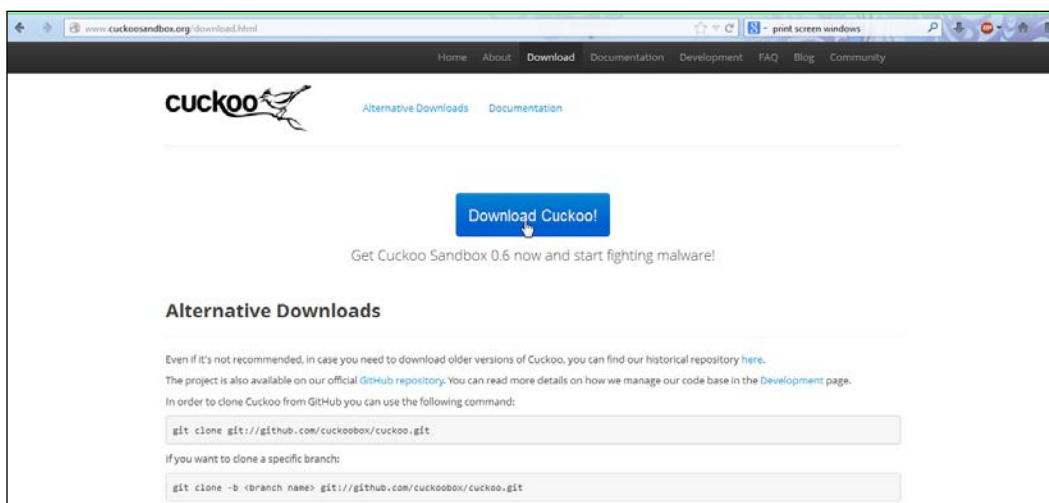 www.cuckoosandbox.org/download.html
print screen windows
Home About Download Documentation Development FAQ Blog Community
cuckoo
Alternative Downloads Documentation
Download Cuckoo!
Get Cuckoo Sandbox 0.6 now and start fighting malware!
Alternative Downloads
Even if it's not recommended, in case you need to download older versions of Cuckoo, you can find our historical repository here.
The project is also available on our official GitHub repository. You can read more details on how we manage our code base in the Development page.
In order to clone Cuckoo from GitHub you can use the following command:
git clone git://github.com/cuckoobox/cuckoo.git
If you want to clone a specific branch:
git clone -b <branch name> git://github.com/cuckoobox/cuckoo.git